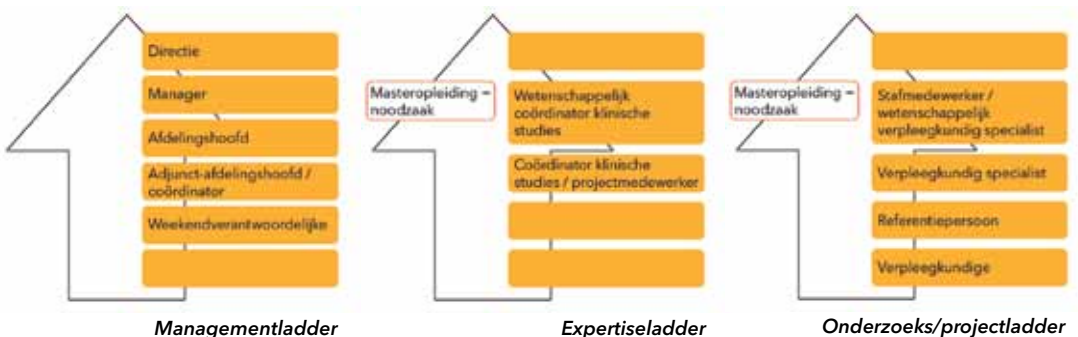 Directie
Manager
Afdelingshoofd
Adjunct-afdelingshoofd /
coördinator
Weekendverantwoordelijke
Managementladder
Masteropleiding =
noodzaak
Wetenschappelijk
coördinator klinische
studies
Coördinator klinische
studies / projectmedewerker
Expertiseladder
Masteropleiding =
noodzaak
Stafmedewerker /
wetenschappelijk
verpleegkundig specialist
Verpleegkundig specialist
Referentiepersoon
Verpleegkundige
Onderzoeks/projectladder